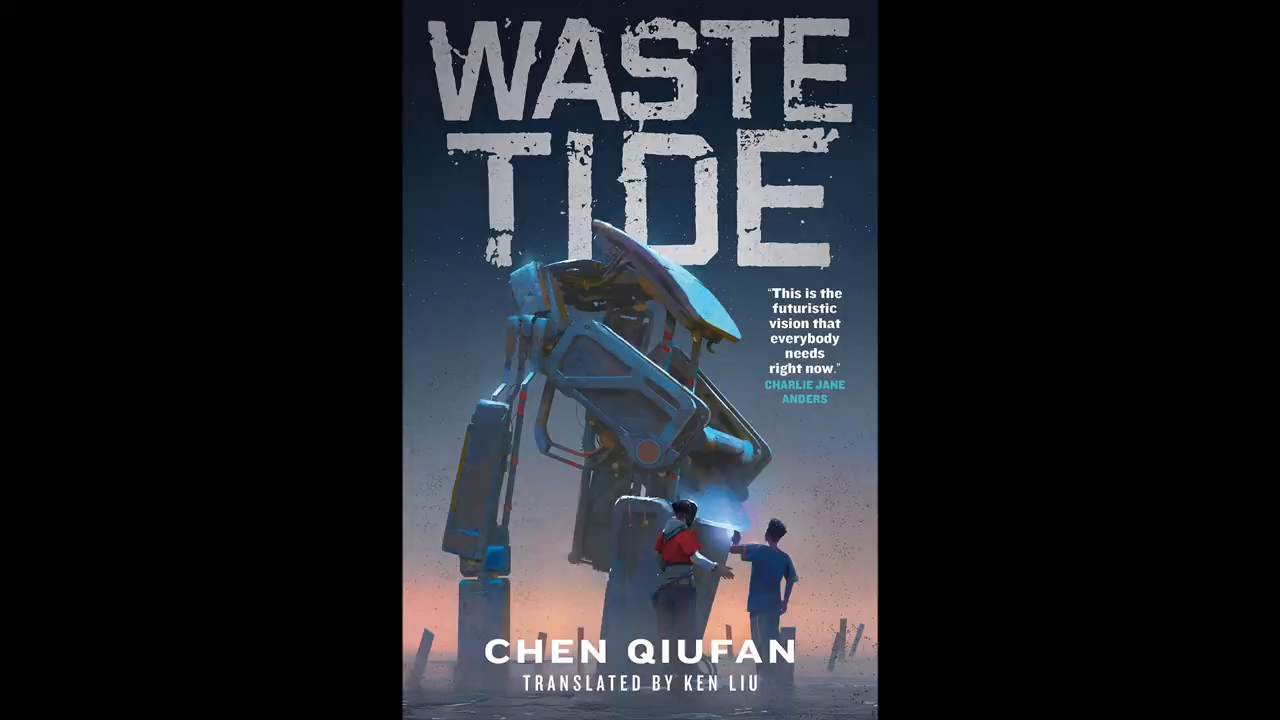 WASTE
TIDE
“This is the
futuristic
vision that
everybody
needs
right now.”
CHARLIE JANE
ANDERS
CHEN QIUFAN
TRANSLATED BY KEN LIU